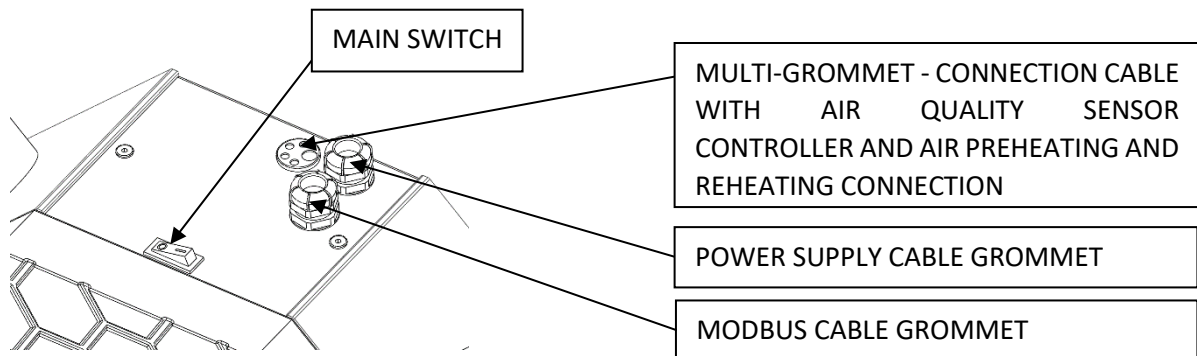 MAIN SWITCH
MULTI-GROMMET - CONNECTION CABLE
WITH AIR QUALITY SENSOR
CONTROLLER AND AIR PREHEATING AND
REHEATING CONNECTION
POWER SUPPLY CABLE GROMMET
MODBUS CABLE GROMMET